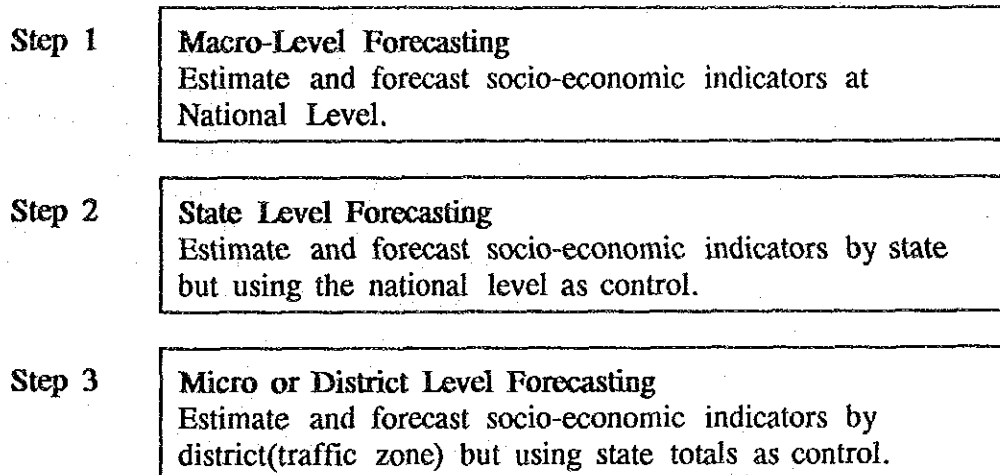 Step 1
Macro-Level Forecasting
Estimate and forecast socio-economic indicators at
National Level.
Step 2
State Level Forecasting
Estimate and forecast socio-economic indicators by state
but using the national level as control.
Step 3
Micro or District Level Forecasting
Estimate and forecast socio-economic indicators by
district(traffic zone) but using state totals as control.